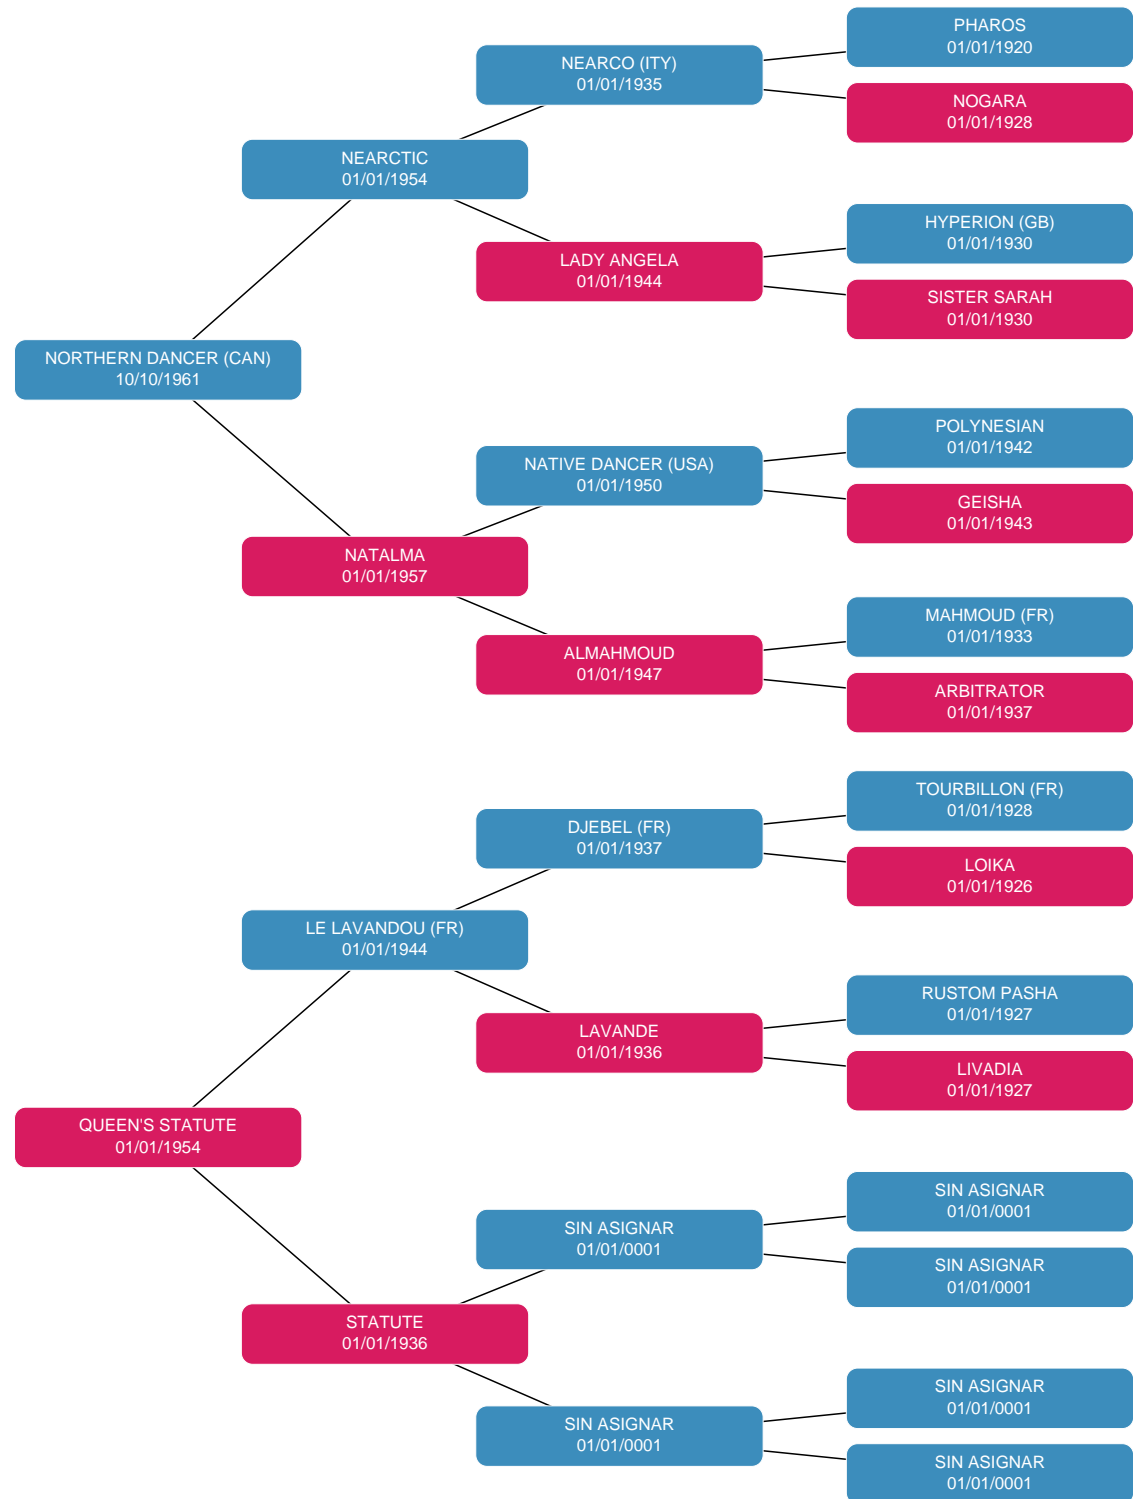 PHAROS
01/01/1920
NEARCO (ITY)
01/01/1935
NOGARA
01/01/1928
NEARCTIC
01/01/1954
HYPERION (GB)
01/01/1930
LADY ANGELA
01/01/1944
SISTER SARAH
01/01/1930
NORTHERN DANCER (CAN)
10/10/1961
POLYNESIAN
01/01/1942
NATIVE DANCER (USA)
01/01/1950
GEISHA
01/01/1943
NATALMA
01/01/1957
MAHMOUD (FR)
01/01/1933
ALMAHMOUD
01/01/1947
ARBITRATOR
01/01/1937
TOURBILLON (FR)
01/01/1928
DJEBEL (FR)
01/01/1937
LOIKA
01/01/1926
LE LAVANDOU (FR)
01/01/1944
RUSTOM PASHA
01/01/1927
LAVANDE
01/01/1936
LIVADIA
01/01/1927
QUEEN'S STATUTE
01/01/1954
SIN ASIGNAR
01/01/0001
SIN ASIGNAR
01/01/0001
SIN ASIGNAR
01/01/0001
STATUTE
01/01/1936
SIN ASIGNAR
01/01/0001
SIN ASIGNAR
01/01/0001
SIN ASIGNAR
01/01/0001